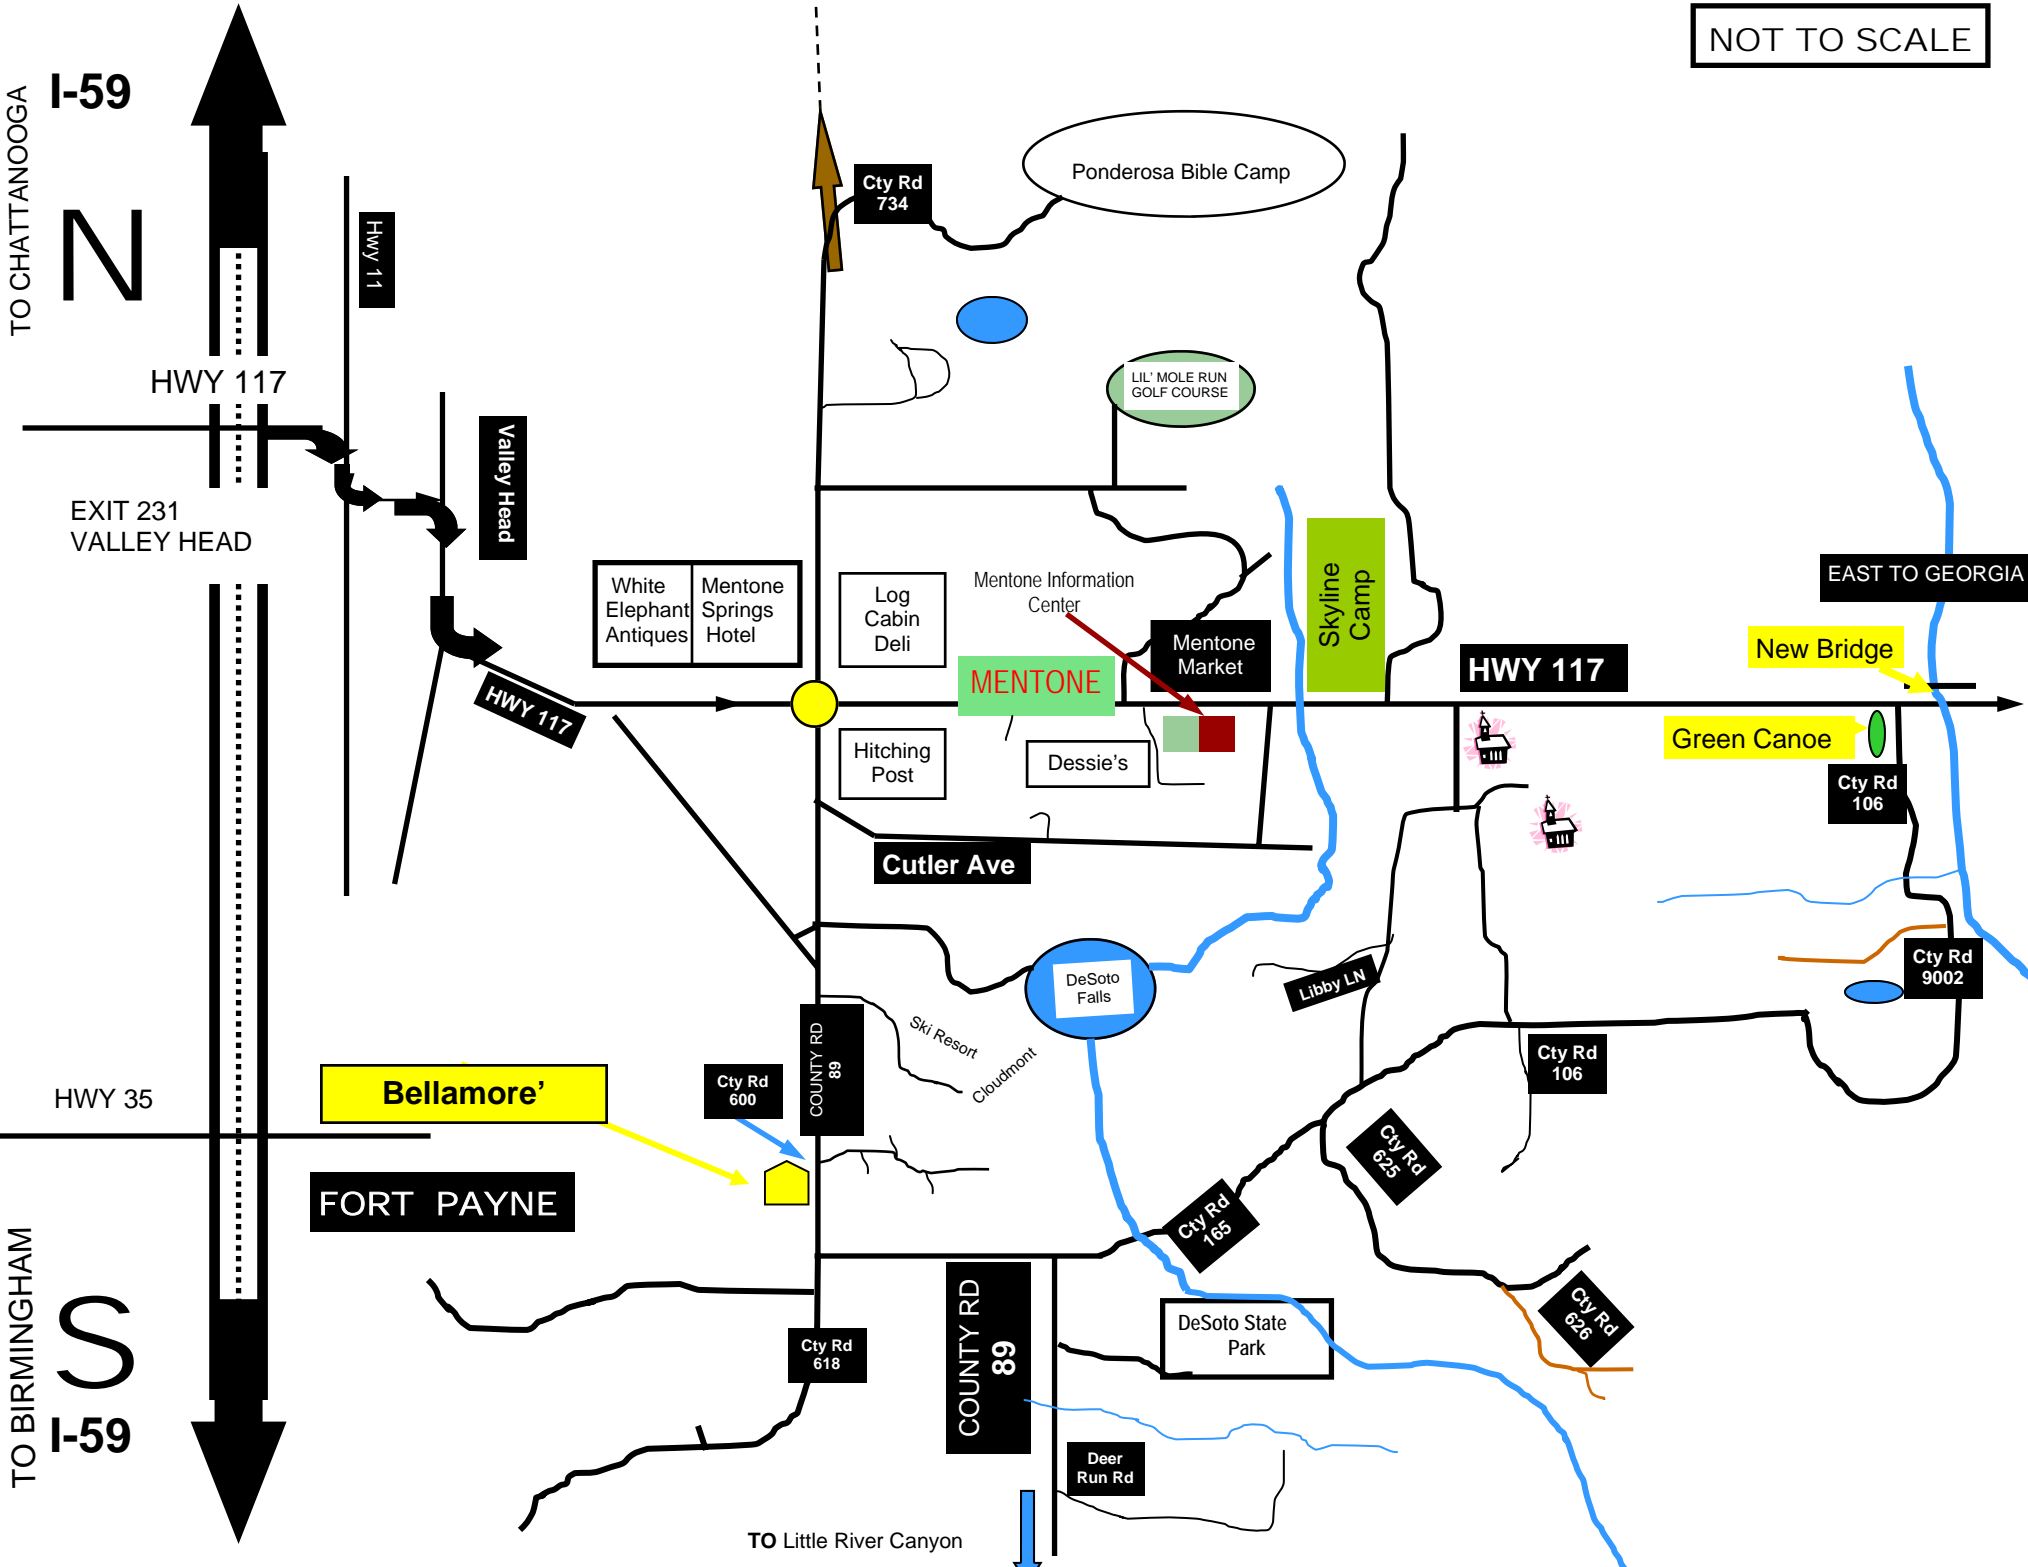 NOT TO SCALE
I-59
TO CHATTANOOGA
N
Hwy 11
Cty Rd
734
Ponderosa Bible Camp
HWY 117
LIL' MOLE RUN
GOLF COURSE
Valley Head
EXIT 231
VALLEY HEAD
White
Elephant
Antiques
Mentone
Springs
Hotel
Log
Cabin
Deli
Mentone Information
Center
Mentone
Market
Skyline
Camp
EAST TO GEORGIA
New Bridge
HWY 117
MENTONE
HWY 117
Hitching
Post
Dessie's
Green Canoe
Cty Rd
106
Cutler Ave
DeSoto
Falls
Libby LN
Cty Rd
9002
Ski Resort
Cloudmont
COUNTY RD
89
Cty Rd
106
Bellamore’
Cty Rd
600
HWY 35
FORT PAYNE
Cty Rd
625
Cty Rd
165
Cty Rd
626
COUNTY RD
89
DeSoto State
Park
Cty Rd
618
S
TO BIRMINGHAM
I-59
Deer
Run Rd
TO Little River Canyon